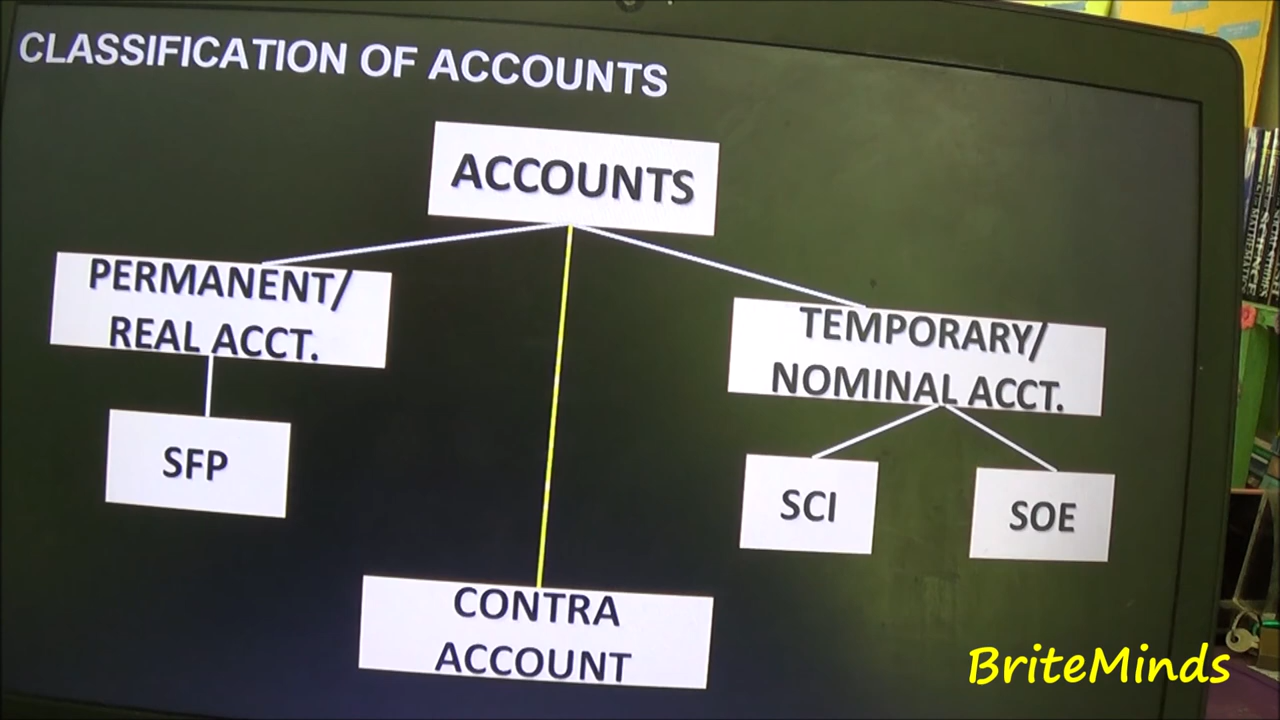 CLASSIFICATION OF ACCOUNTS
ACCOUNTS
PERMANENT/
REAL ACCT.
TEMPORARY/
NOMINAL ACCT.
SFP
SCI
SOE
CONTRA
ACCOUNT
BriteMinds